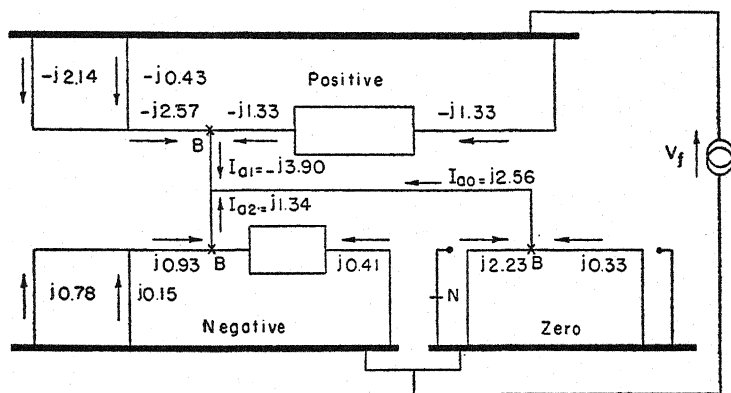 -j2.14 -j0.43
Positive
-j2.57 -j1.33 -j1.33
B
V_f
I_a1=-j3.90
I_a0=j2.56
I_a2=j1.34
j0.93 B j0.41 j2.23 B j0.33
j0.78 j0.15
N
Negative Zero